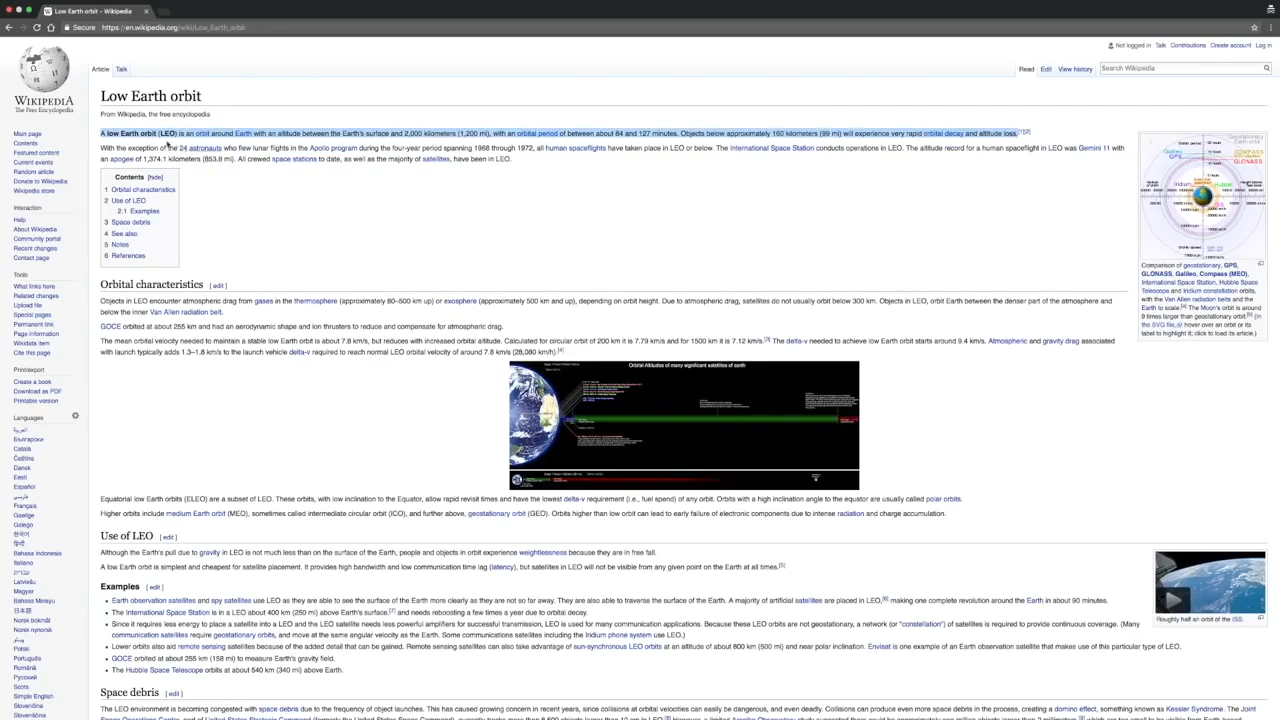 Low Earth orbit - Wikipedia
Secure https://en.wikipedia.org/wiki/Low_Earth_orbit
Not logged in Talk Contributions Create account Log in
WIKIPEDIA
The Free Encyclopedia
Article Talk
Read Edit View history Search Wikipedia
Low Earth orbit
From Wikipedia, the free encyclopedia
A low Earth orbit (LEO) is an orbit around Earth with an altitude between the Earth's surface and 2,000 kilometers (1,200 mi), with an orbital period of between about 84 and 127 minutes. Objects below approximately 160 kilometers (99 mi) will experience very rapid orbital decay and altitude loss.[1][2]
With the exception of the 24 astronauts who flew lunar flights in the Apollo program during the four-year period spanning 1968 through 1972, all human spaceflights have taken place in LEO or below. The International Space Station conducts operations in LEO. The altitude record for a human spaceflight in LEO was Gemini 11 with
an apogee of 1,374.1 kilometers (853.8 mi). All crewed space stations to date, as well as the majority of satellites, have been in LEO.
Contents [hide]
1 Orbital characteristics
2 Use of LEO
2.1 Examples
3 Space debris
4 See also
5 Notes
6 References
Main page
Contents
Featured content
Current events
Random article
Donate to Wikipedia
Wikipedia store
Interaction
Help
About Wikipedia
Community portal
Recent changes
Contact page
Tools
What links here
Related changes
Upload file
Special pages
Permanent link
Page information
Wikidata item
Cite this page
Print/export
Create a book
Download as PDF
Printable version
Languages
العربية
Български
Català
Čeština
Dansk
Eesti
Español
فارسی
Français
Gaeilge
Galego
한국어
हिन्दी
Bahasa Indonesia
Italiano
עברית
Latviešu
Magyar
Bahasa Melayu
日本語
Norsk bokmål
Norsk nynorsk
پښتو
Polski
Português
Română
Русский
Scots
Simple English
Slovenčina
Slovenščina
Comparison of geostationary, GPS,
GLONASS, Galileo, Compass (MEO),
International Space Station, Hubble Space
Telescope and Iridium constellation orbits,
with the Van Allen radiation belts and the
Earth to scale.[a] The Moon's orbit is around
9 times larger than geostationary orbit.[b] (In
the SVG file, hover over an orbit or its
label to highlight it; click to load its article.)
Orbital characteristics [ edit ]
Objects in LEO encounter atmospheric drag from gases in the thermosphere (approximately 80–500 km up) or exosphere (approximately 500 km and up), depending on orbit height. Due to atmospheric drag, satellites do not usually orbit below 300 km. Objects in LEO, orbit Earth between the denser part of the atmosphere and
below the inner Van Allen radiation belt.
GOCE orbited at about 255 km and had an aerodynamic shape and ion thrusters to reduce and compensate for atmospheric drag.
The mean orbital velocity needed to maintain a stable low Earth orbit is about 7.8 km/s, but reduces with increased orbital altitude. Calculated for circular orbit of 200 km it is 7.79 km/s and for 1500 km it is 7.12 km/s.[3] The delta-v needed to achieve low Earth orbit starts around 9.4 km/s. Atmospheric and gravity drag associated
with launch typically adds 1.3–1.8 km/s to the launch vehicle delta-v required to reach normal LEO orbital velocity of around 7.8 km/s (28,080 km/h).[4]
Orbital Altitudes of many significant satellites of earth
Equatorial low Earth orbits (ELEO) are a subset of LEO. These orbits, with low inclination to the Equator, allow rapid revisit times and have the lowest delta-v requirement (i.e., fuel spend) of any orbit. Orbits with a high inclination angle to the equator are usually called polar orbits.
Higher orbits include medium Earth orbit (MEO), sometimes called intermediate circular orbit (ICO), and further above, geostationary orbit (GEO). Orbits higher than low orbit can lead to early failure of electronic components due to intense radiation and charge accumulation.
Use of LEO [ edit ]
Although the Earth's pull due to gravity in LEO is not much less than on the surface of the Earth, people and objects in orbit experience weightlessness because they are in free fall.
A low Earth orbit is simplest and cheapest for satellite placement. It provides high bandwidth and low communication time lag (latency), but satellites in LEO will not be visible from any given point on the Earth at all times.[5]
Roughly half an orbit of the ISS.
Examples [ edit ]
Earth observation satellites and spy satellites use LEO as they are able to see the surface of the Earth more clearly as they are not so far away. They are also able to traverse the surface of the Earth. A majority of artificial satellites are placed in LEO,[6] making one complete revolution around the Earth in about 90 minutes.
The International Space Station is in a LEO about 400 km (250 mi) above Earth's surface,[7] and needs reboosting a few times a year due to orbital decay.
Since it requires less energy to place a satellite into a LEO and the LEO satellite needs less powerful amplifiers for successful transmission, LEO is used for many communication applications. Because these LEO orbits are not geostationary, a network (or "constellation") of satellites is required to provide continuous coverage. (Many
communication satellites require geostationary orbits, and move at the same angular velocity as the Earth. Some communications satellites including the Iridium phone system use LEO.)
Lower orbits also aid remote sensing satellites because of the added detail that can be gained. Remote sensing satellites can also take advantage of sun-synchronous LEO orbits at an altitude of about 800 km (500 mi) and near polar inclination. Envisat is one example of an Earth observation satellite that makes use of this particular type of LEO.
GOCE orbited at about 255 km (158 mi) to measure Earth's gravity field.
The Hubble Space Telescope orbits at about 540 km (340 mi) above Earth.
Space debris [ edit ]
The LEO environment is becoming congested with space debris due to the frequency of object launches. This has caused growing concern in recent years, since collisions at orbital velocities can easily be dangerous, and even deadly. Collisions can produce even more space debris in the process, creating a domino effect, something known as Kessler Syndrome. The Joint